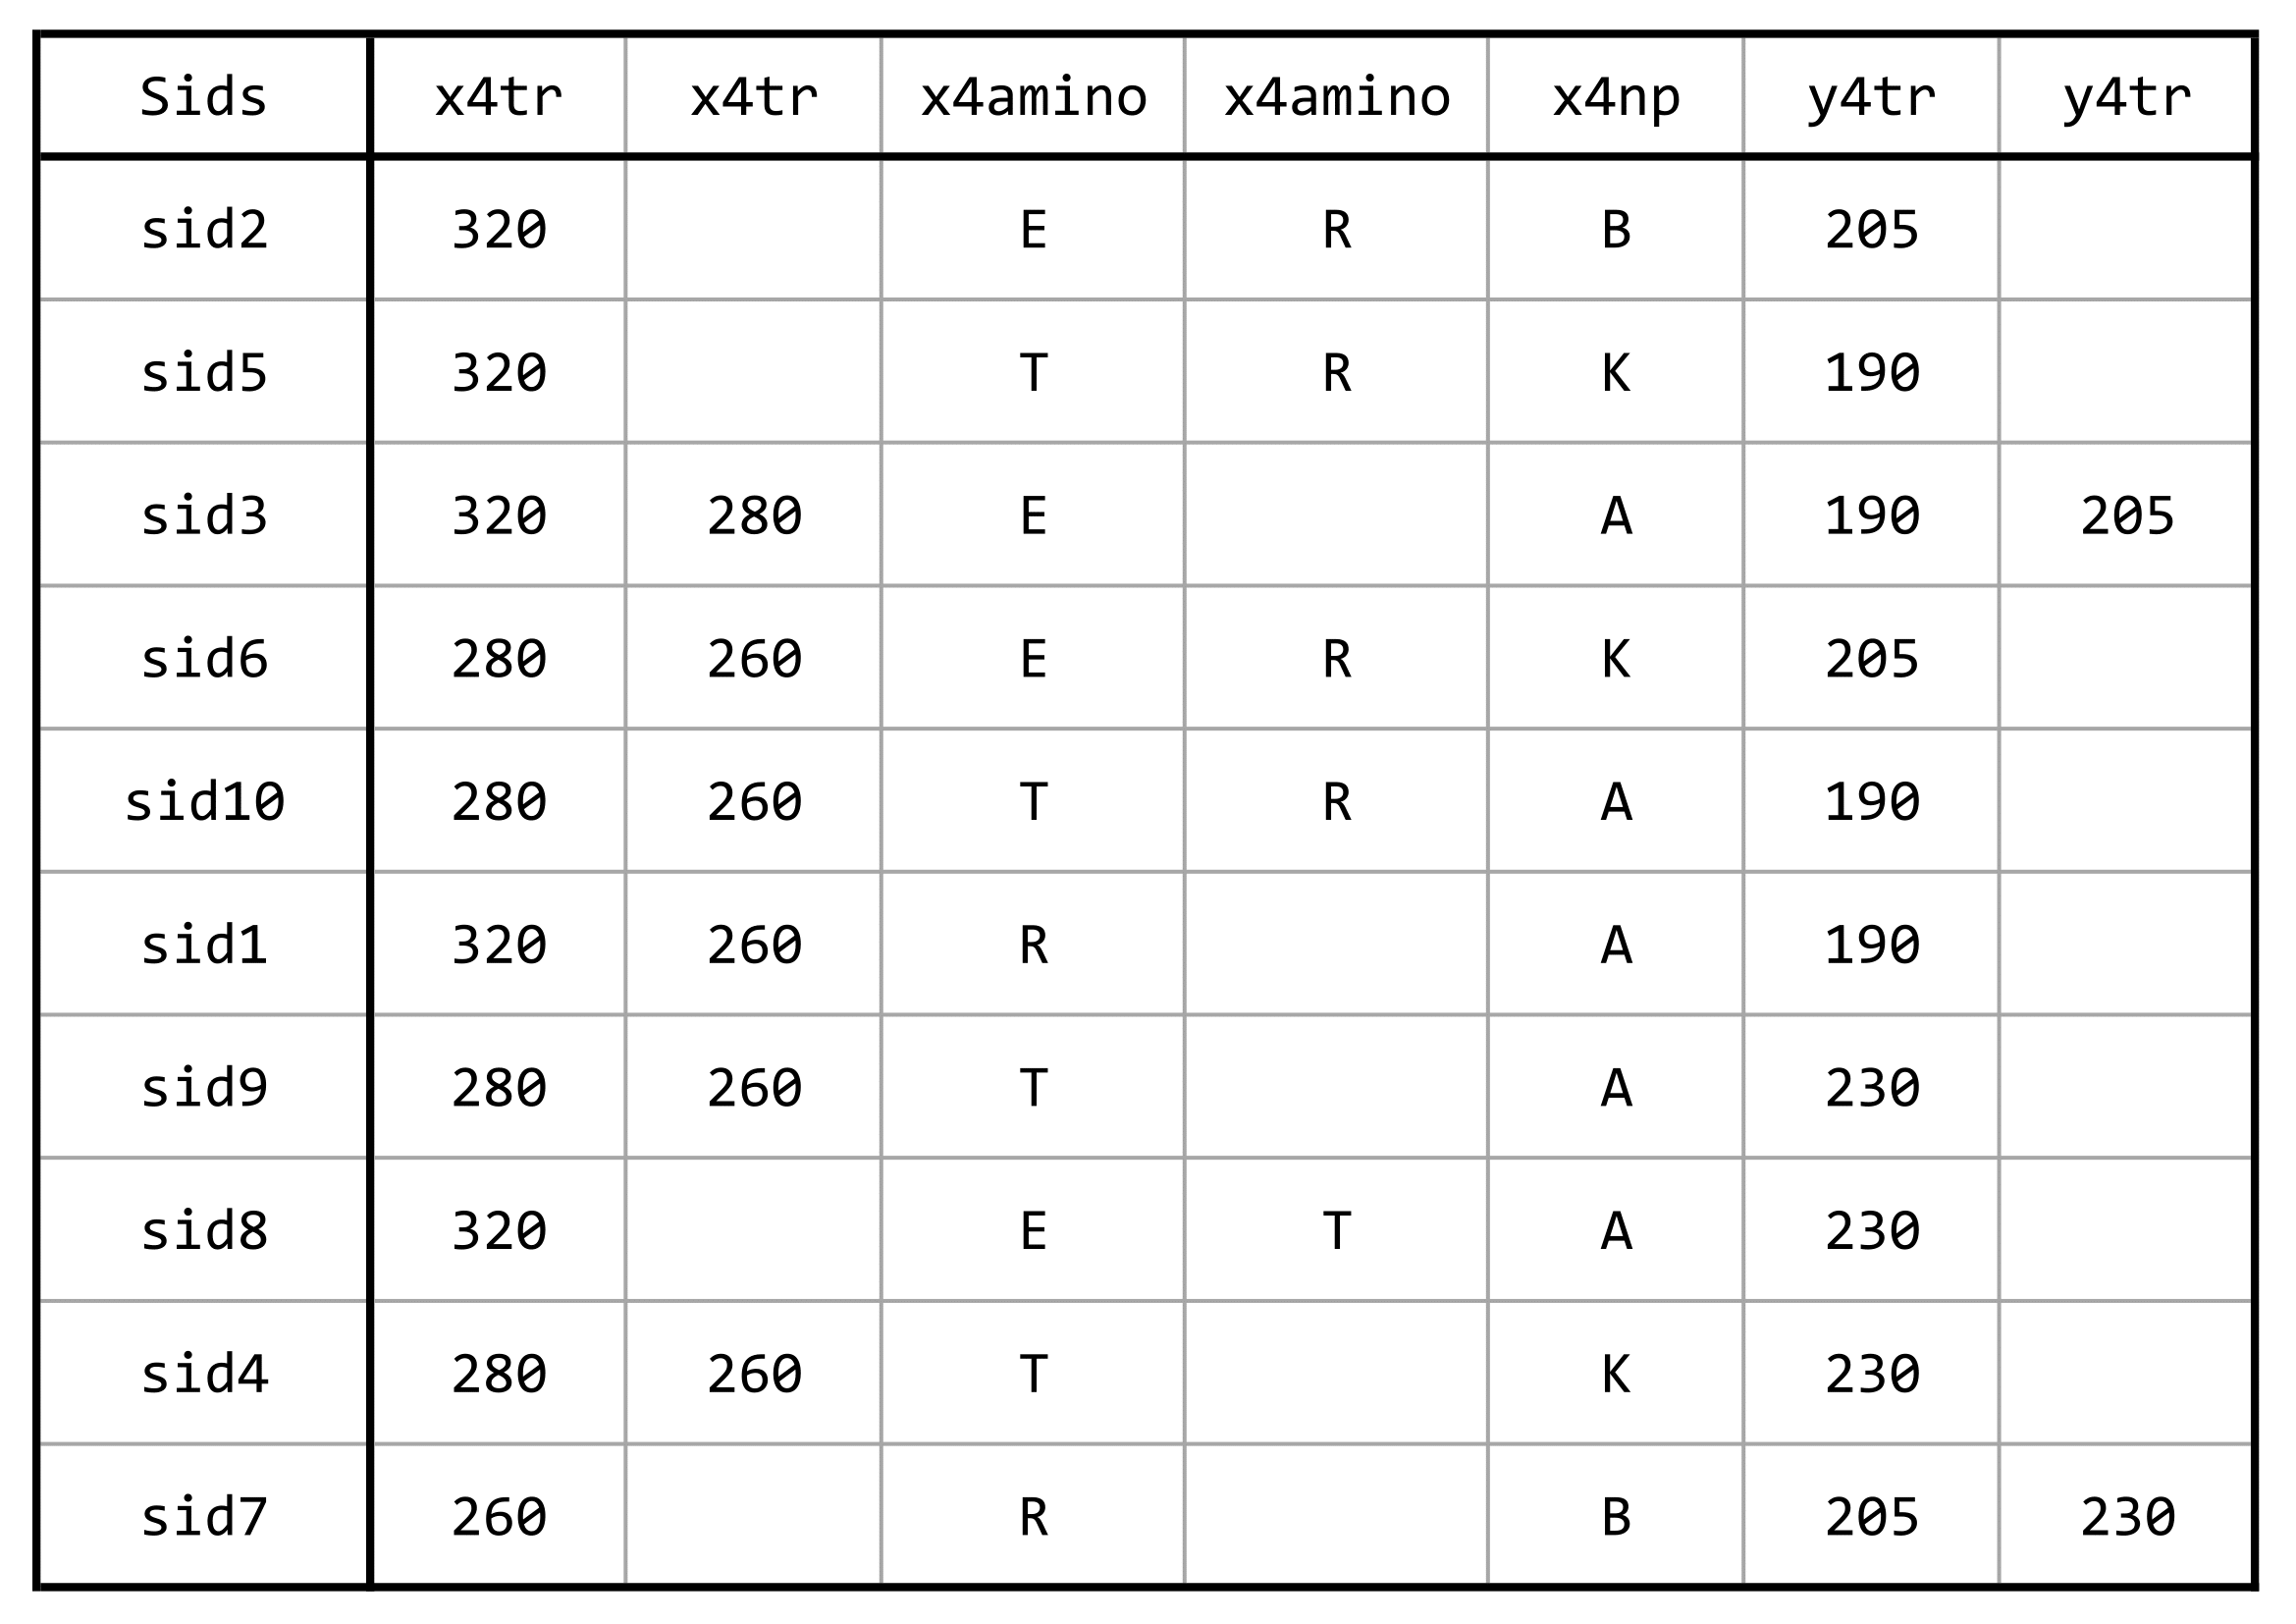 Sids x4tr x4tr x4amino x4amino x4np y4tr y4tr
sid2 320 E R B 205
sid5 320 T R K 190
sid3 320 280 E A 190 205
sid6 280 260 E R K 205
sid10 280 260 T R A 190
sid1 320 260 R A 190
sid9 280 260 T A 230
sid8 320 E T A 230
sid4 280 260 T K 230
sid7 260 R B 205 230